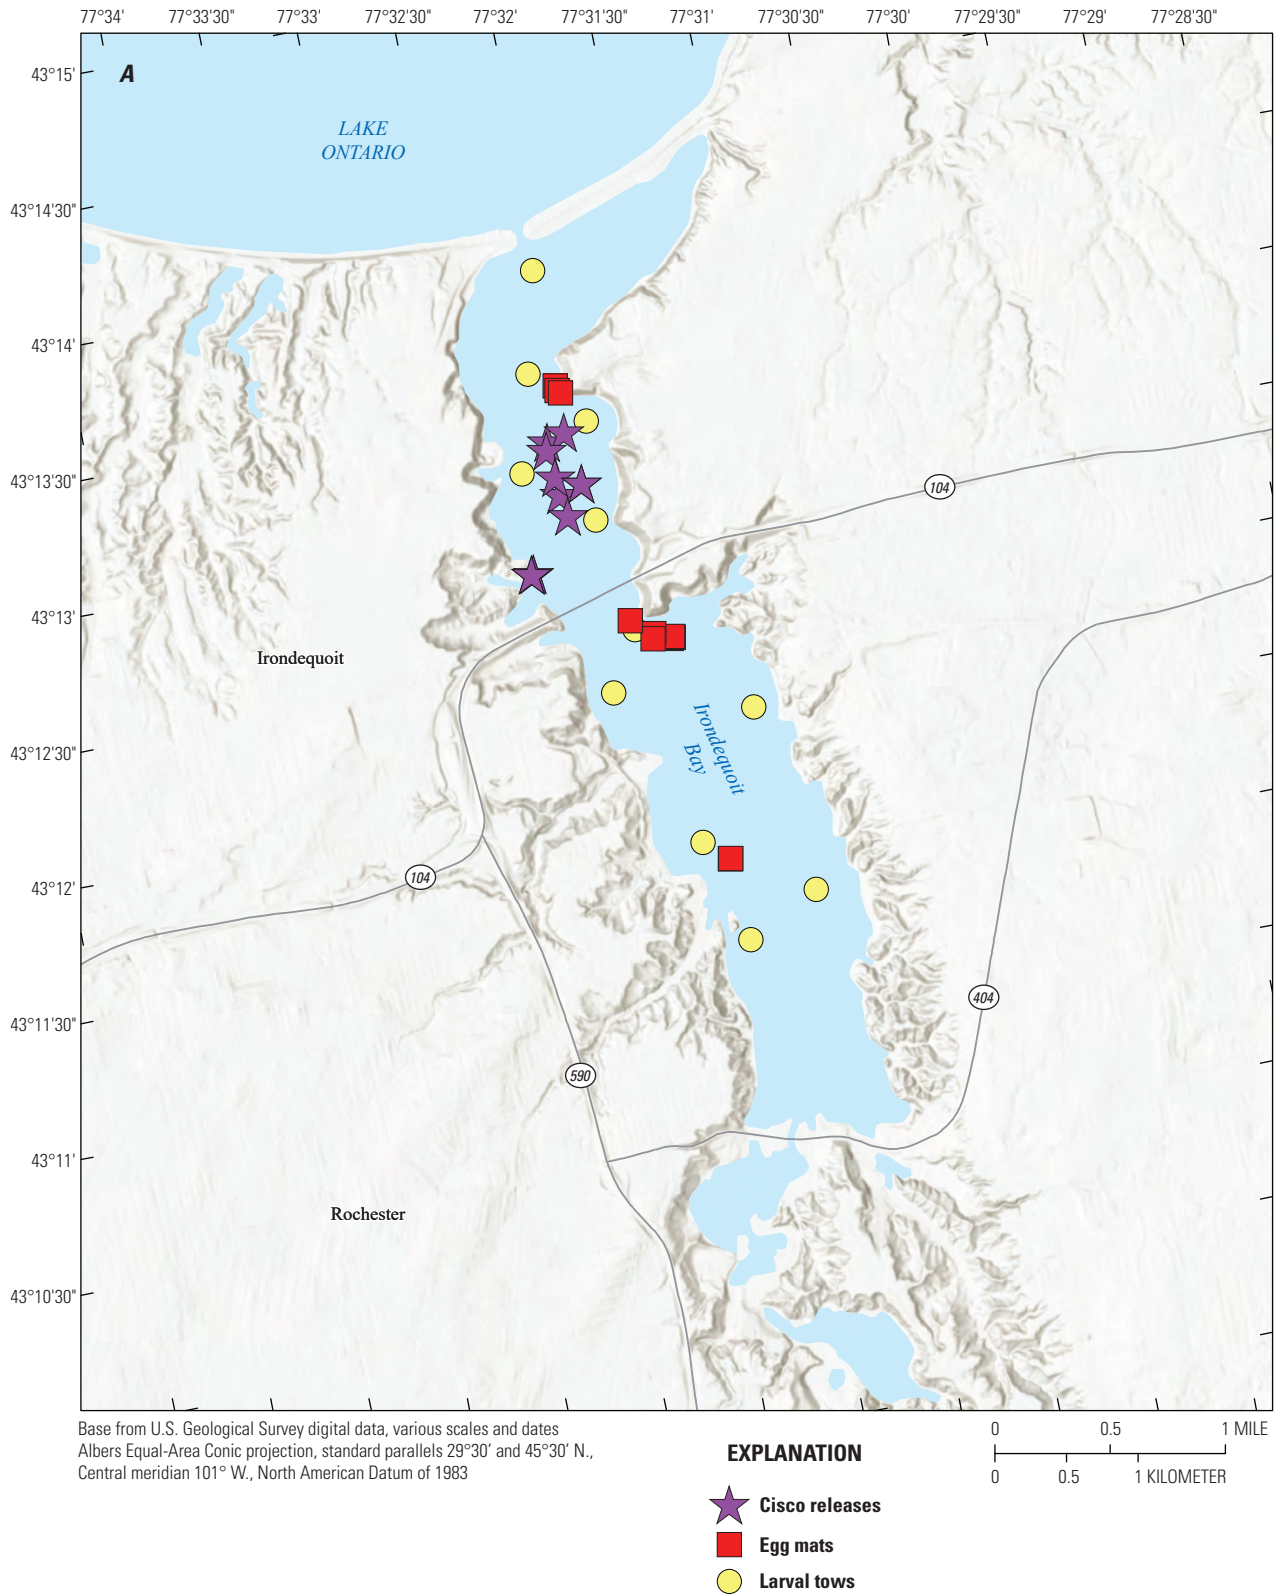 77°34' 77°33'30" 77°33' 77°32'30" 77°32' 77°31'30" 77°31' 77°30'30" 77°30' 77°29'30" 77°29' 77°28'30"
43°15'
A
LAKE
ONTARIO
43°14'30"
43°14'
43°13'30"
104
43°13'
Irondequoit
Irondequoit
Bay
43°12'30"
104
43°12'
404
43°11'30"
590
43°11'
Rochester
43°10'30"
Base from U.S. Geological Survey digital data, various scales and dates
Albers Equal-Area Conic projection, standard parallels 29°30' and 45°30' N.,
Central meridian 101° W., North American Datum of 1983
0 0.5 1 MILE
0 0.5 1 KILOMETER
EXPLANATION
Cisco releases
Egg mats
Larval tows